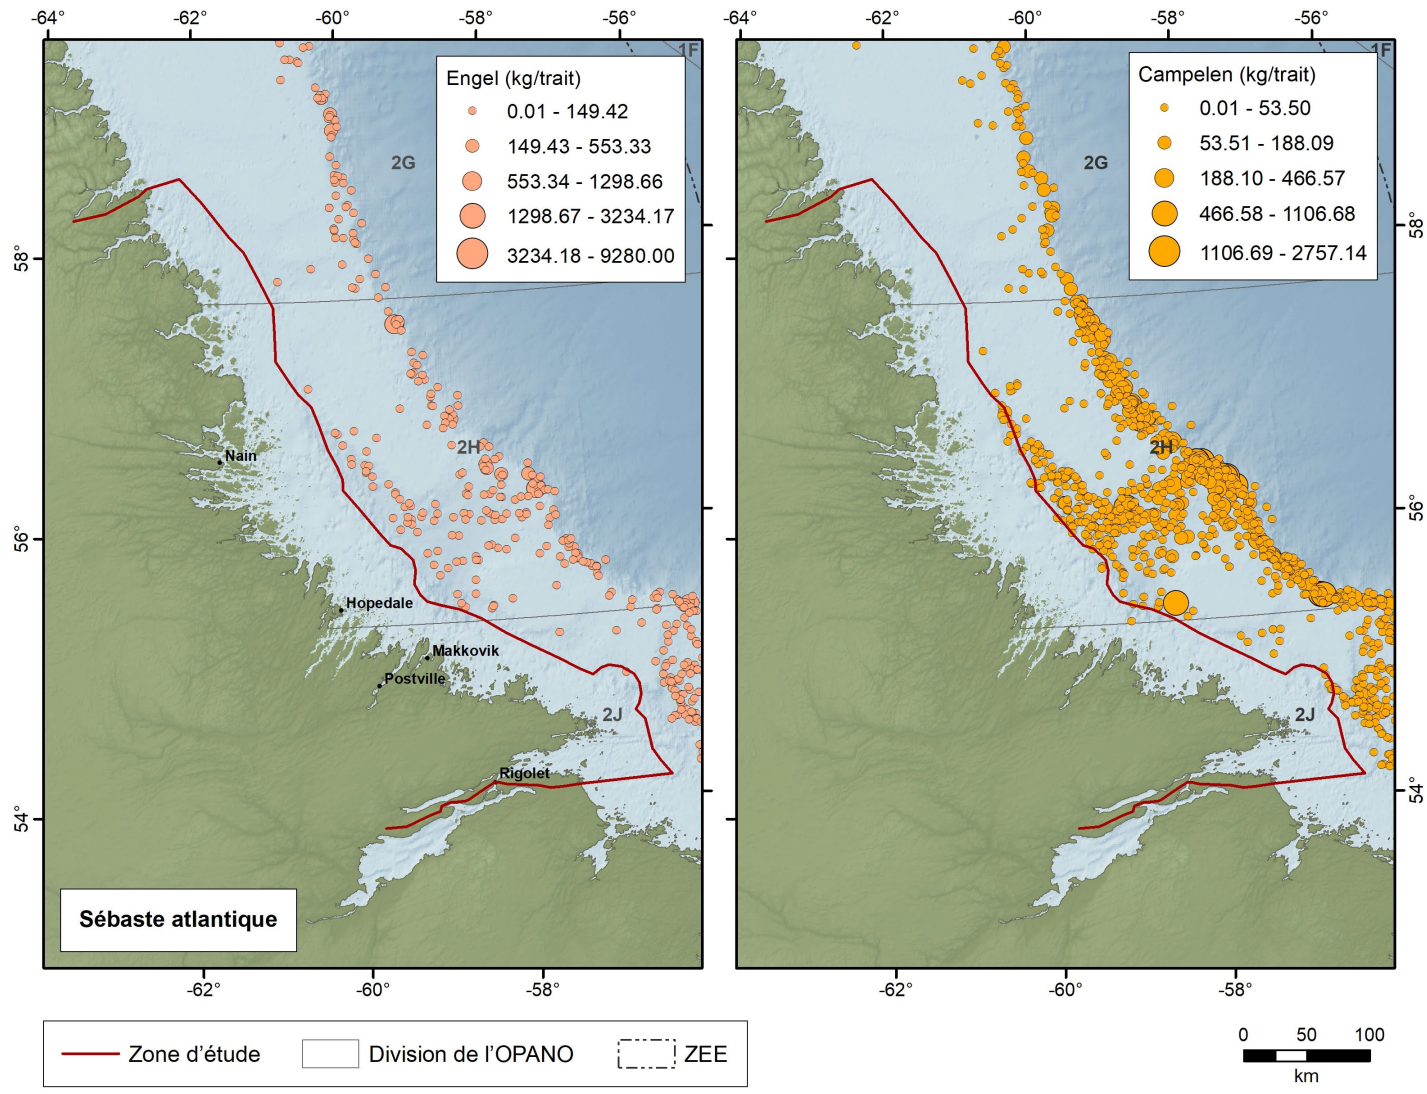 -64° -62° -60° -58° -56°
-64° -62° -60° -58° -56°
Engel (kg/trait)
0.01 - 149.42
149.43 - 553.33
553.34 - 1298.66
1298.67 - 3234.17
3234.18 - 9280.00
1F
Campelen (kg/trait)
0.01 - 53.50
53.51 - 188.09
188.10 - 466.57
466.58 - 1106.68
1106.69 - 2757.14
1F
2G
2G
58°
58°
2H
2H
Nain
56°
56°
Hopedale
Makkovik
Postville
2J
2J
Rigolet
54°
54°
Sébaste atlantique
-62° -60° -58°
-62° -60° -58°
Zone d'étude
Division de l'OPANO
ZEE
0 50 100
km